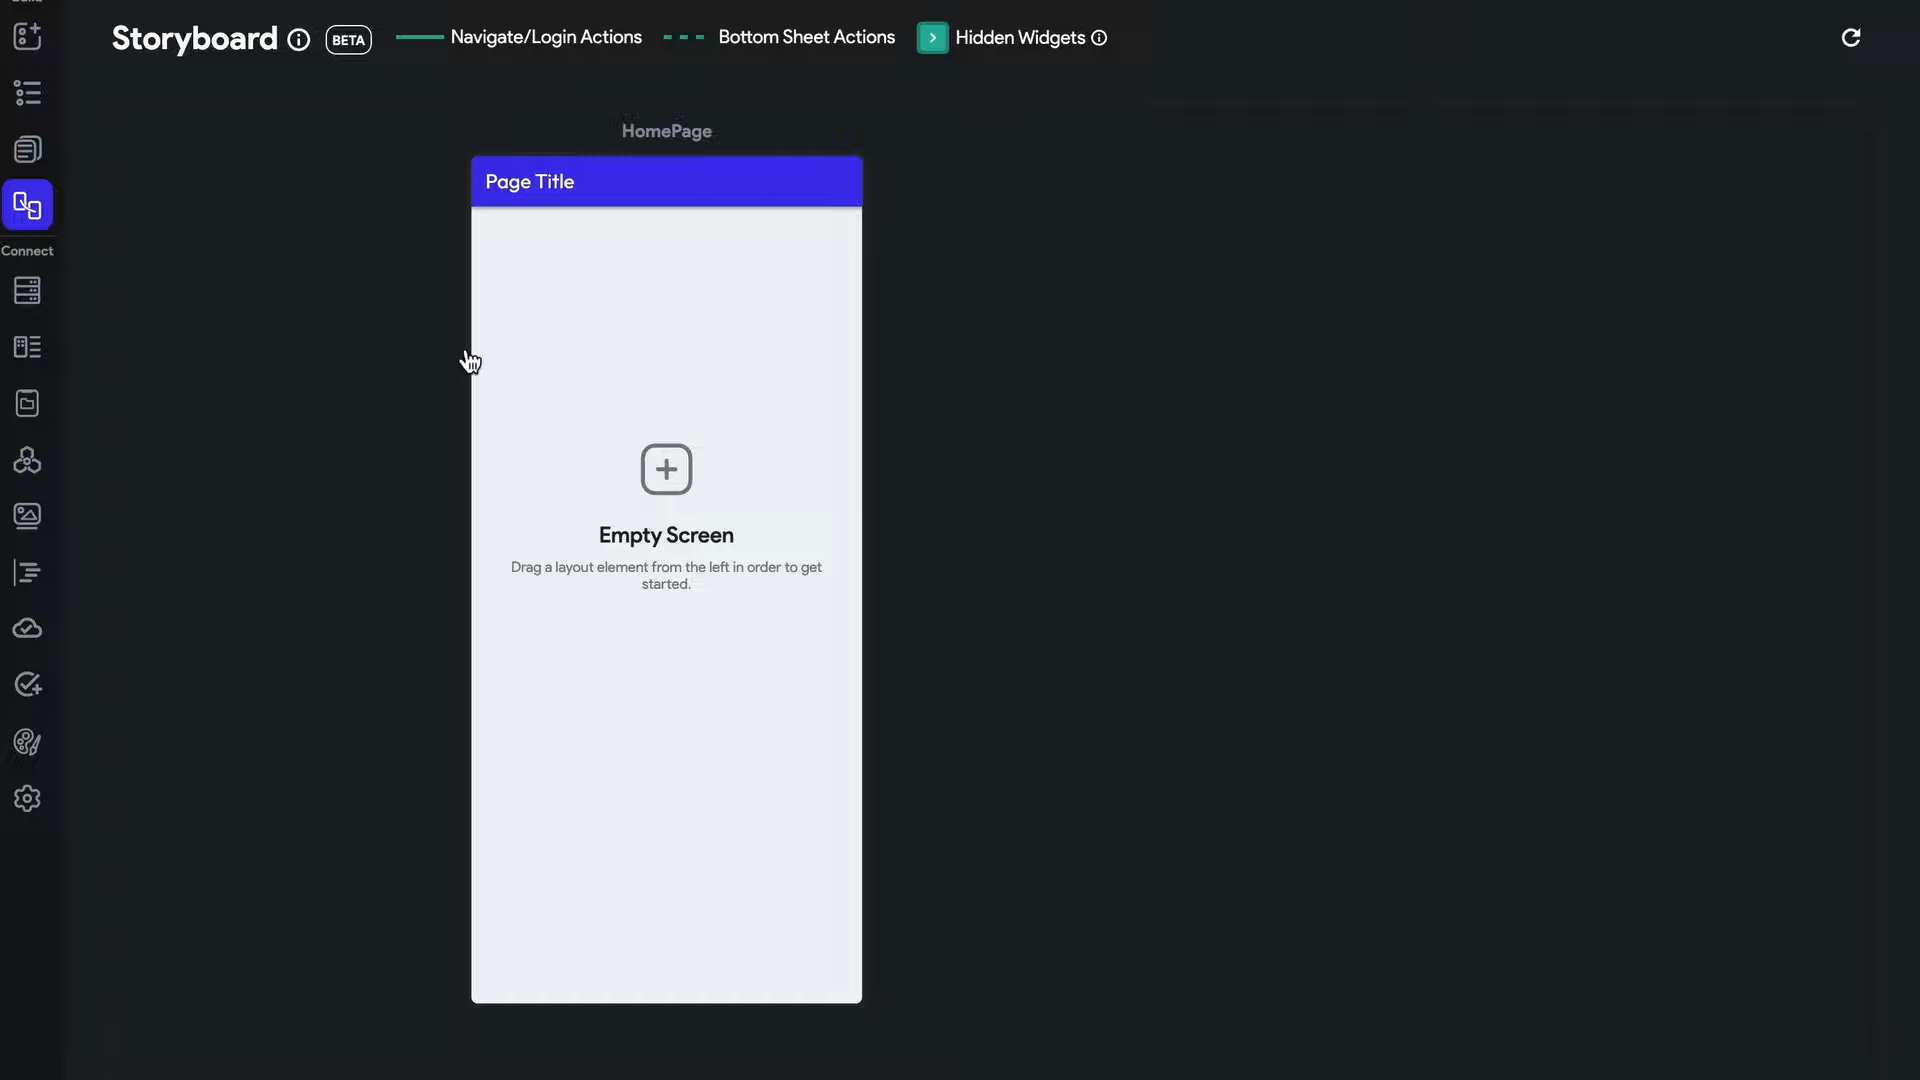 Storyboard
BETA
Navigate/Login Actions
Bottom Sheet Actions
Hidden Widgets
HomePage
Page Title
Connect
Empty Screen
Drag a layout element from the left in order to get
started.